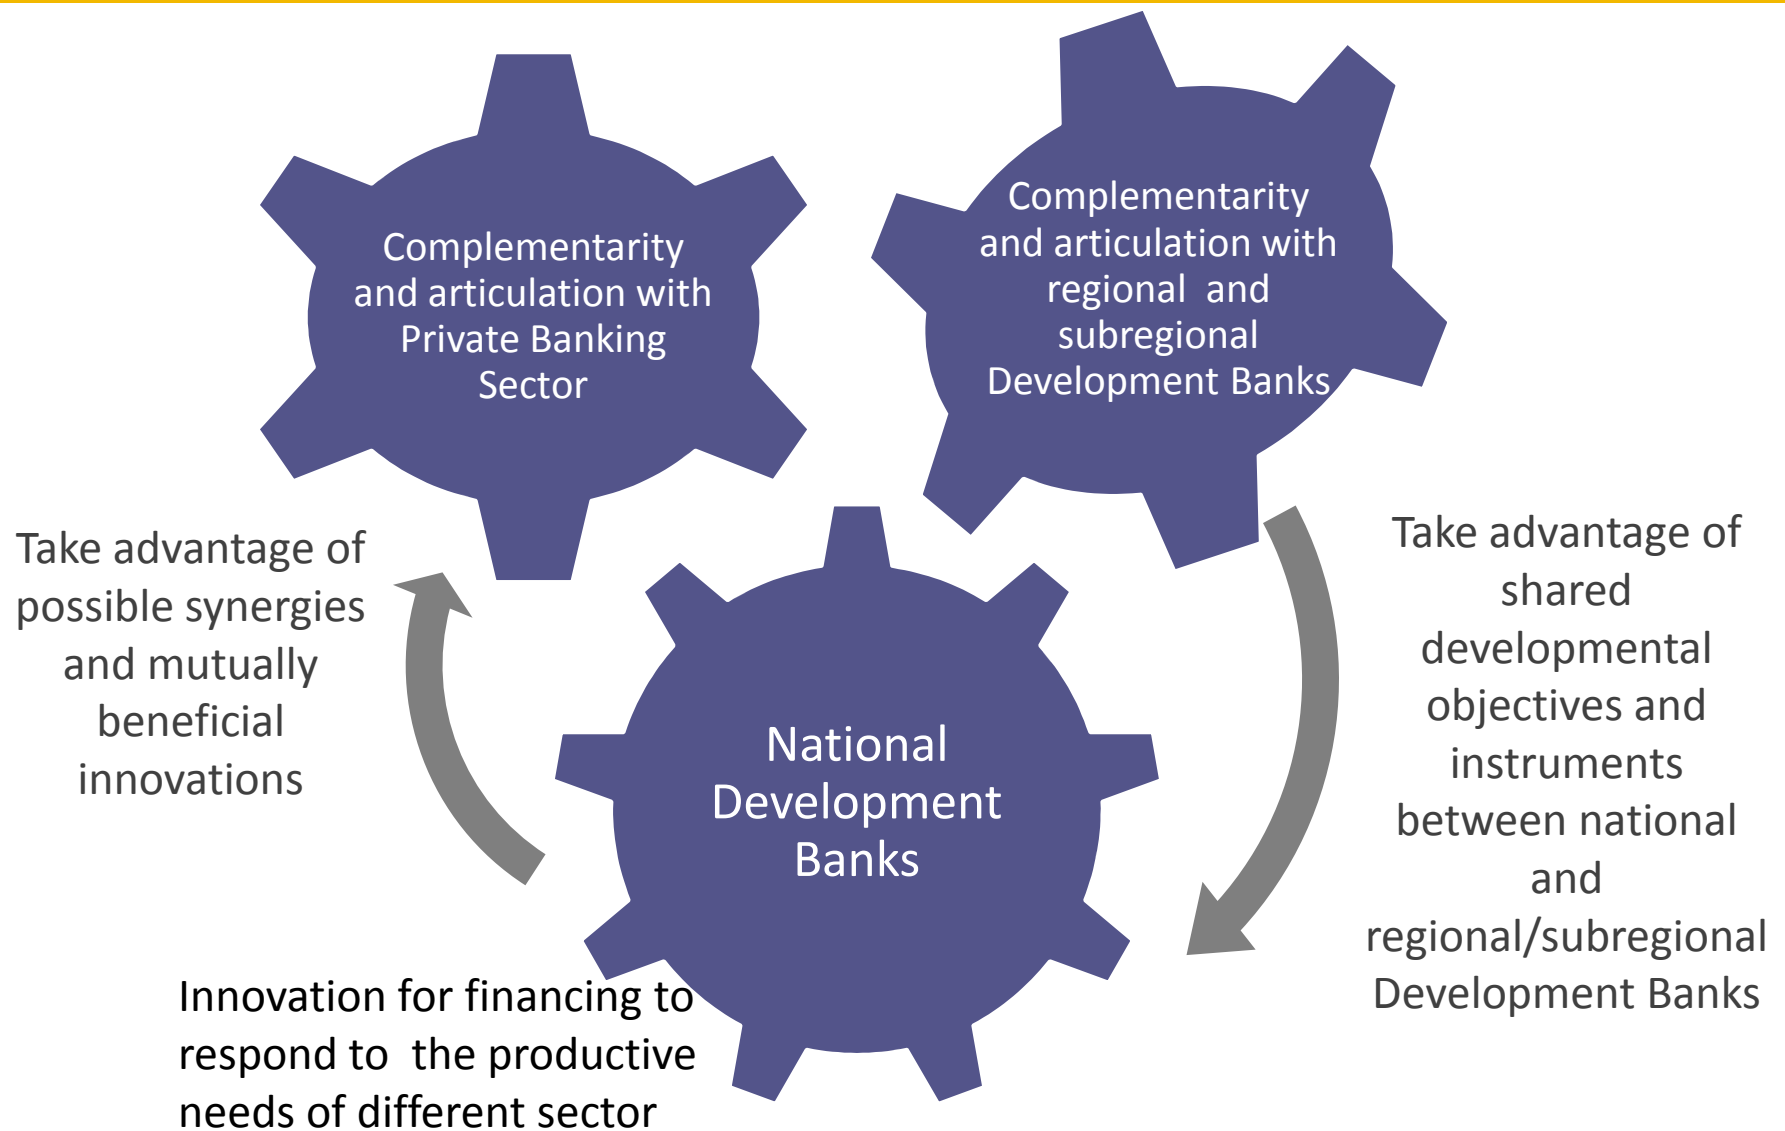 Complementarity
and articulation with
Private Banking
Sector
Complementarity
and articulation with
regional  and
subregional
Development Banks
Take advantage of
possible synergies
and mutually
beneficial
innovations
National
Development
Banks
Take advantage of
shared
developmental
objectives and
instruments
between national
and
regional/subregional
Development Banks
Innovation for financing to
respond to  the productive
needs of different sector